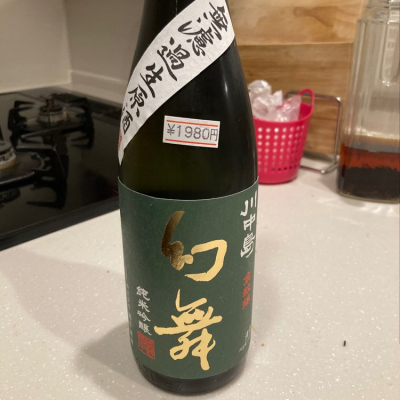 無濾過生原酒
¥1980円
川中島
幻舞
純米吟醸